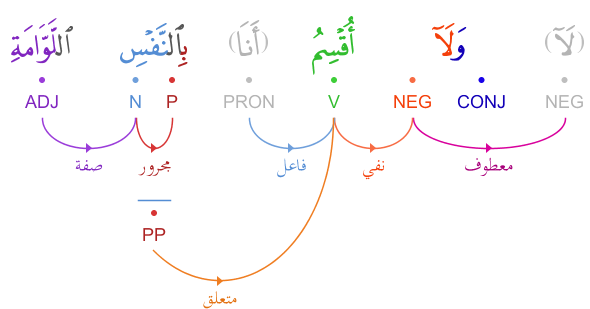 (لَآ) وَلَآ أُقْسِمُ (أَنَا) بِٱلنَّفْسِ ٱللَّوَّامَةِ
NEG CONJ NEG V PRON P N ADJ
معطوف نفي فاعل مجرور صفة
PP
متعلق